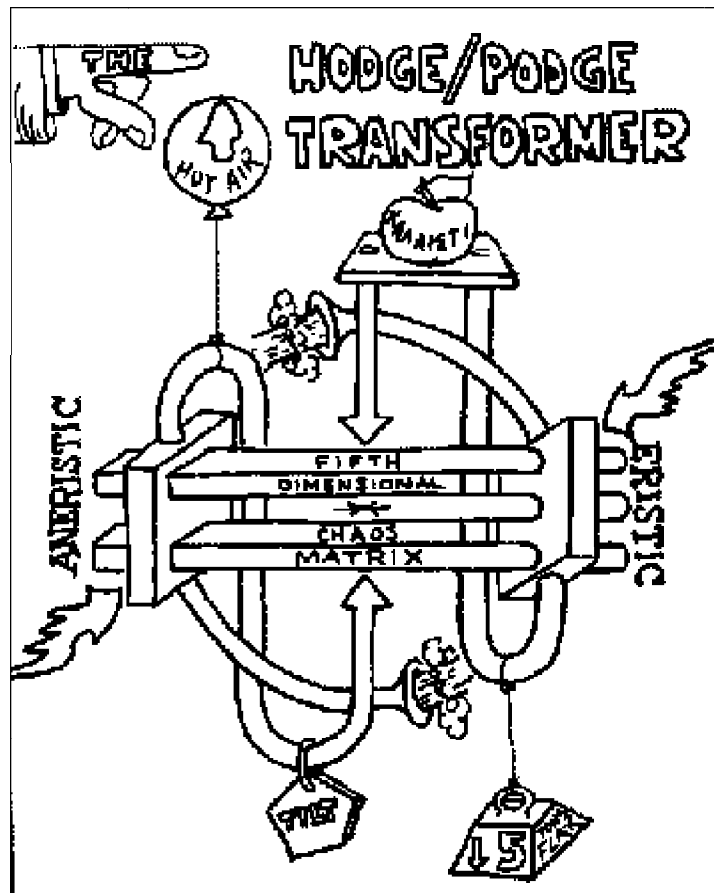 THE
HODGE/PODGE
TRANSFORMER
HOT AIR
ANERISTIC
ERISTIC
FIFTH
DIMENSIONAL
CHAOS
MATRIX
5